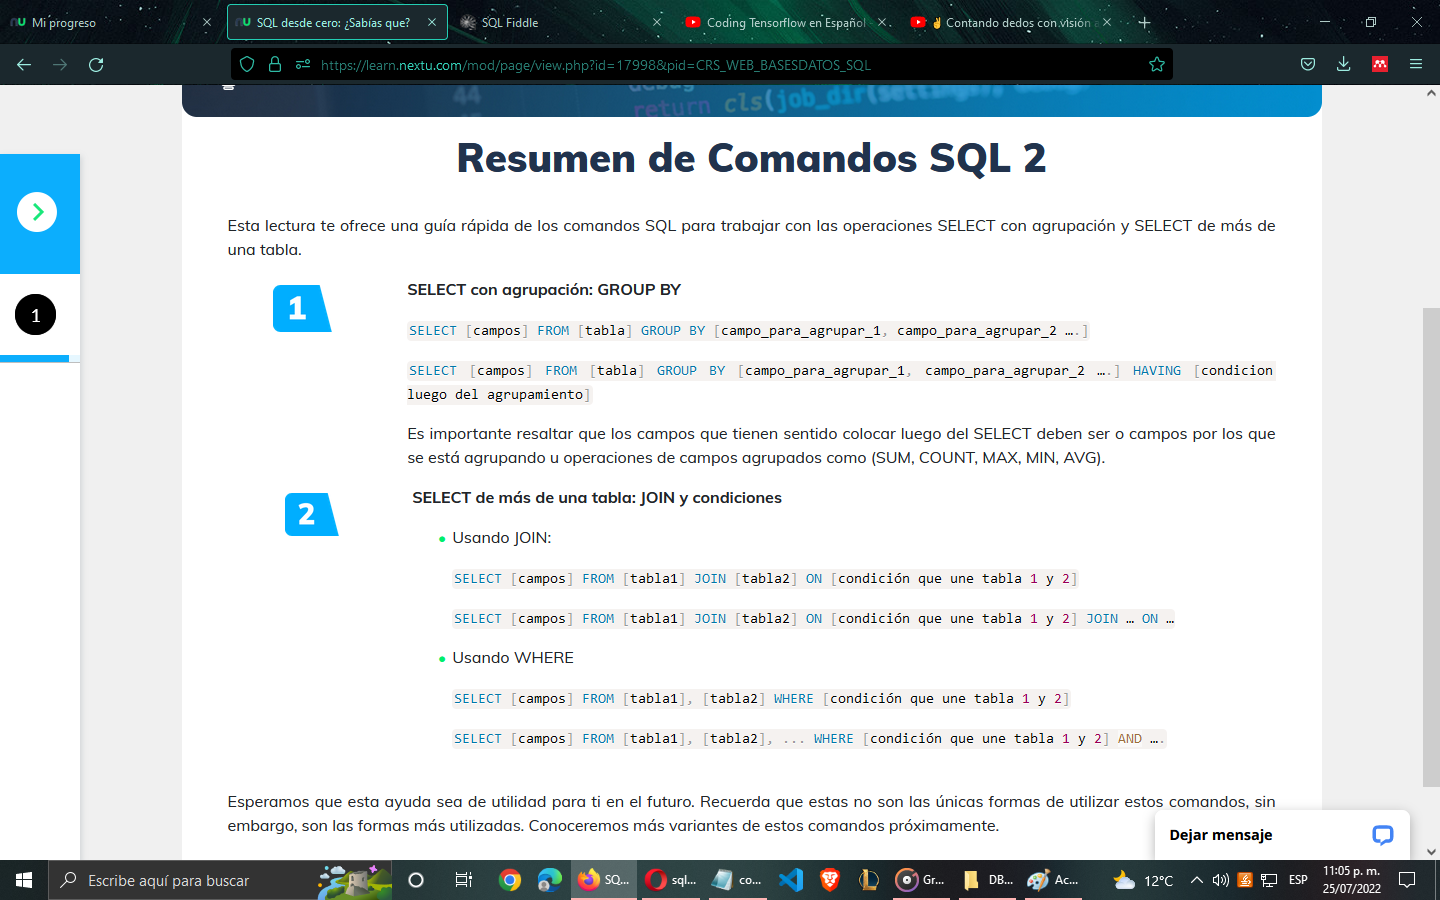 Mi progreso
SQL desde cero: ¿Sabías que?
SQL Fiddle
Coding Tensorflow en Español -
Contando dedos con visión a
https://learn.nextu.com/mod/page/view.php?id=17998&pid=CRS_WEB_BASESDATOS_SQL
44
debug
return cls(job_dir(settings), debug)
Resumen de Comandos SQL 2
Esta lectura te ofrece una guía rápida de los comandos SQL para trabajar con las operaciones SELECT con agrupación y SELECT de más de
una tabla.
1
SELECT con agrupación: GROUP BY
SELECT [campos] FROM [tabla] GROUP BY [campo_para_agrupar_1, campo_para_agrupar_2 ….]
SELECT [campos] FROM [tabla] GROUP BY [campo_para_agrupar_1, campo_para_agrupar_2 ….] HAVING [condicion
luego del agrupamiento]
Es importante resaltar que los campos que tienen sentido colocar luego del SELECT deben ser o campos por los que
se está agrupando u operaciones de campos agrupados como (SUM, COUNT, MAX, MIN, AVG).
1
2
SELECT de más de una tabla: JOIN y condiciones
Usando JOIN:
SELECT [campos] FROM [tabla1] JOIN [tabla2] ON [condición que une tabla 1 y 2]
SELECT [campos] FROM [tabla1] JOIN [tabla2] ON [condición que une tabla 1 y 2] JOIN … ON …
Usando WHERE
SELECT [campos] FROM [tabla1], [tabla2] WHERE [condición que une tabla 1 y 2]
SELECT [campos] FROM [tabla1], [tabla2], ... WHERE [condición que une tabla 1 y 2] AND ….
Esperamos que esta ayuda sea de utilidad para ti en el futuro. Recuerda que estas no son las únicas formas de utilizar estos comandos, sin
embargo, son las formas más utilizadas. Conoceremos más variantes de estos comandos próximamente.
Dejar mensaje
Escribe aquí para buscar
SQ...
sql...
co...
Gr...
DB...
Ac...
12°C
ESP
11:05 p. m.
25/07/2022